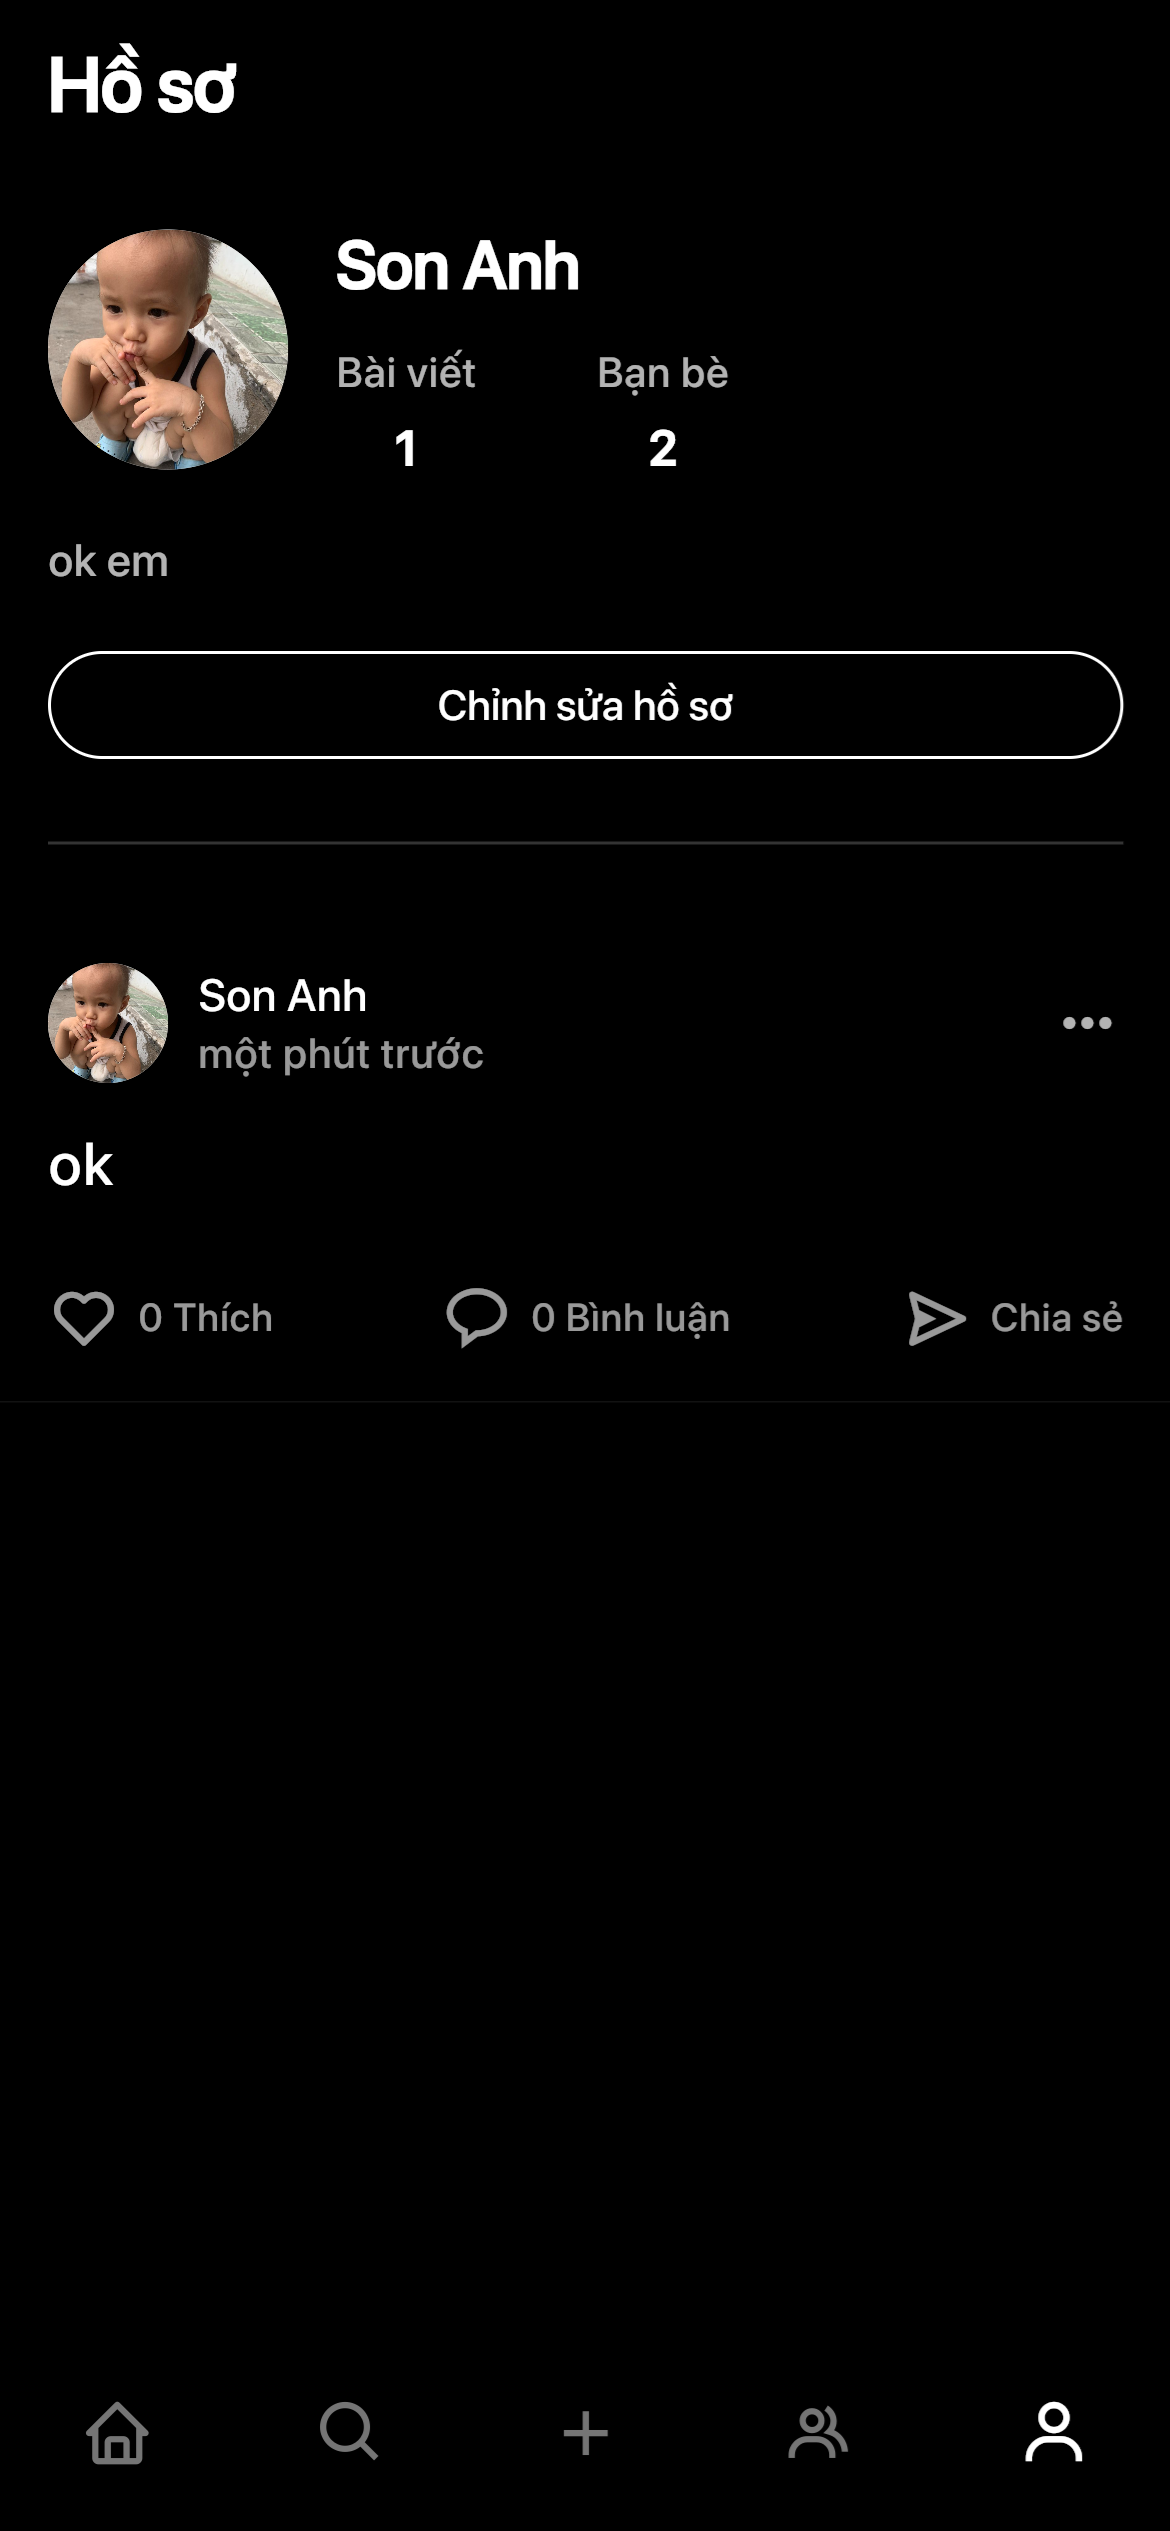 Hồ sơ
Son Anh
Bài viết
Bạn bè
1
2
ok em
Chỉnh sửa hồ sơ
Son Anh
một phút trước
ok
0 Thích
0 Bình luận
Chia sẻ